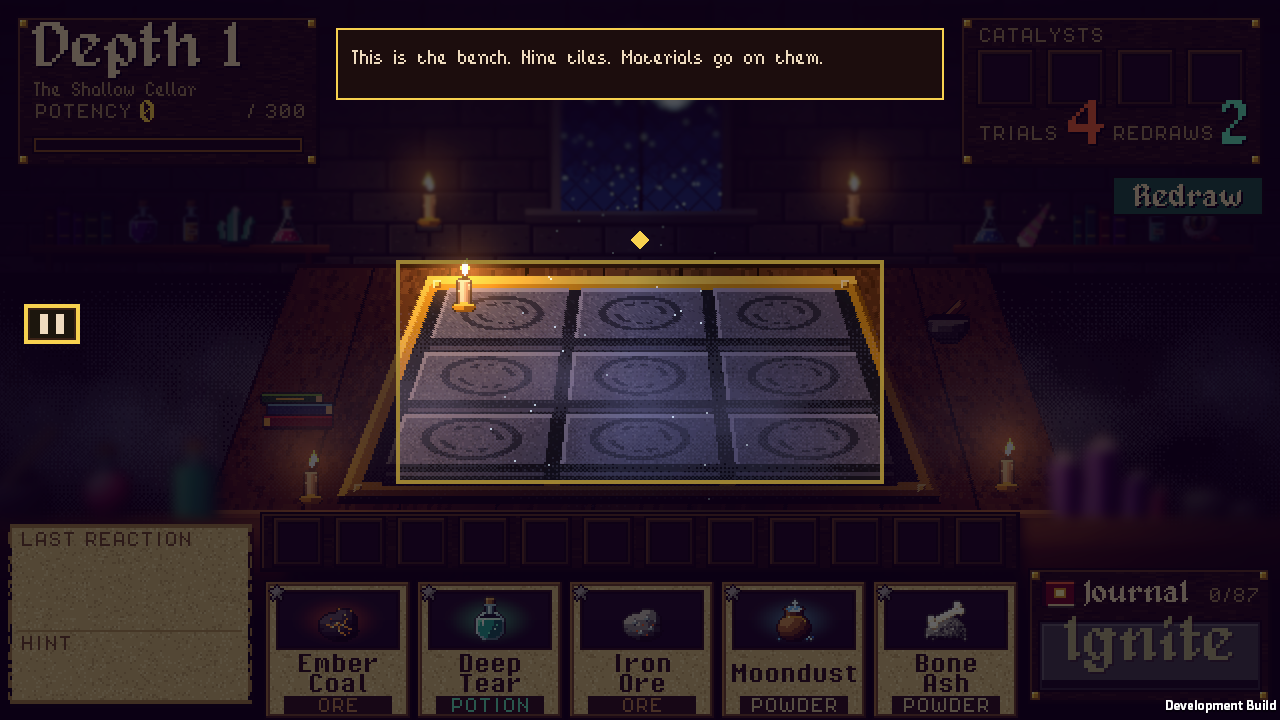 Depth 1
The Shallow Cellar
POTENCY 0 / 300
This is the bench. Nine tiles. Materials go on them.
CATALYSTS
TRIALS 4 REDRAWS 2
Redraw
LAST REACTION
HINT
Ember Coal
ORE
Deep Tear
POTION
Iron Ore
ORE
Moondust
POWDER
Bone Ash
POWDER
Journal 0/87
Ignite
Development Build